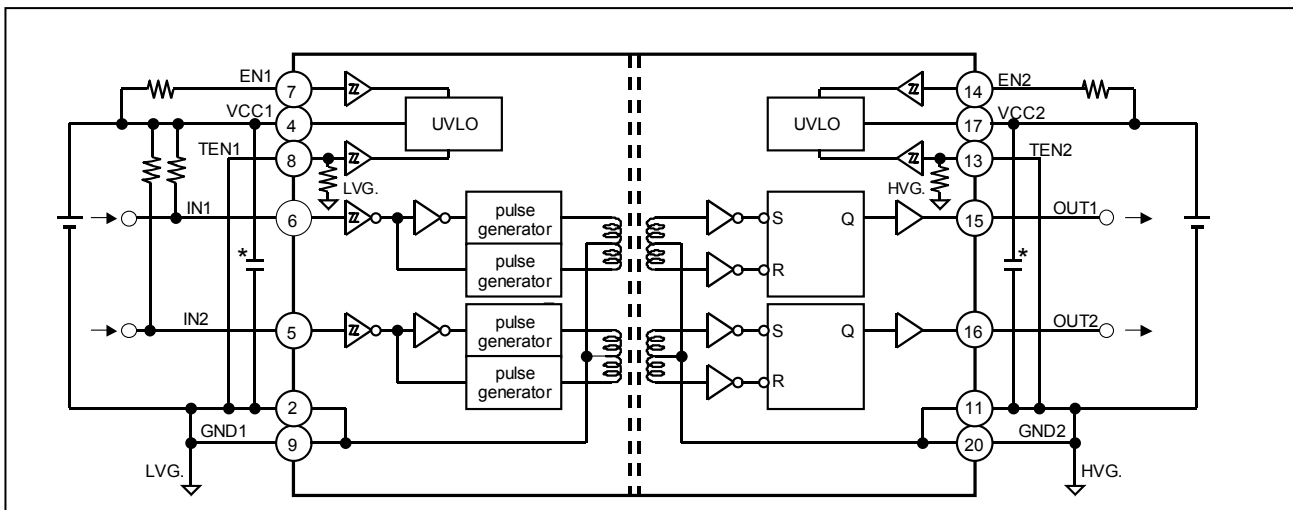 EN1
7
VCC1
4
UVLO
TEN1
8
LVG.
IN1
6
pulse
generator
pulse
generator
*
IN2
5
pulse
generator
pulse
generator
2
GND1
9
LVG.
14
EN2
UVLO
17
VCC2
13
TEN2
HVG.
S
Q
15
OUT1
R
*
S
Q
16
OUT2
R
11
GND2
20
HVG.